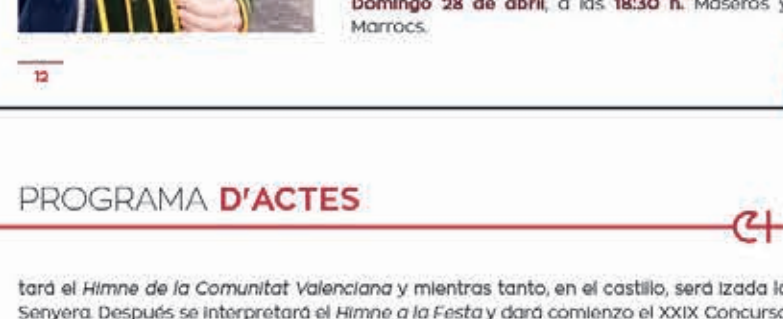 Domingo 28 de abril, a las 18:30 h. Maseros y
Marrocs.
12
PROGRAMA D'ACTES
tará el Himne de la Comunitat Valenciana y mientras tanto, en el castillo, será izada la
Senyera. Después se interpretará el Himne a la Festa y dará comienzo el XXIX Concurso